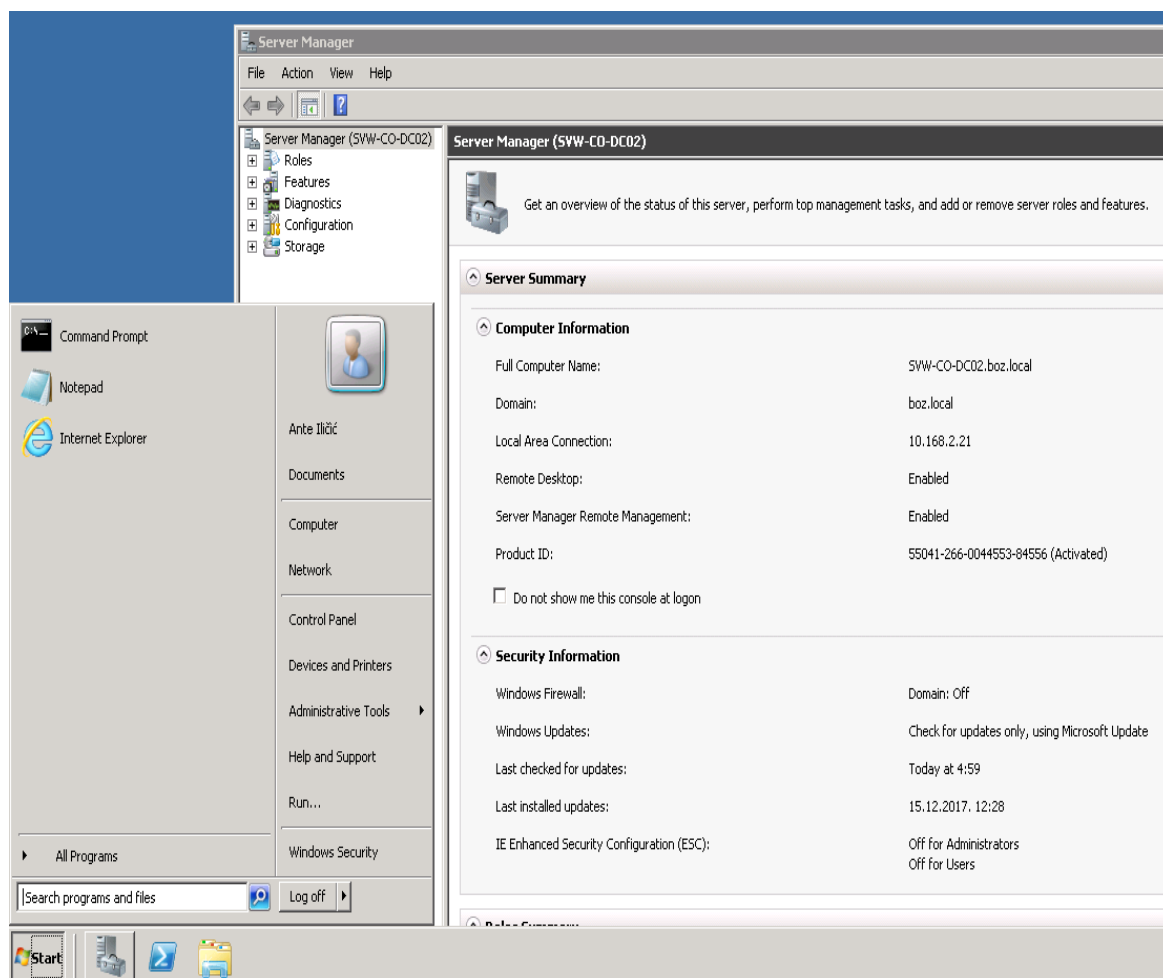 Server Manager
File Action View Help
Server Manager (SVW-CO-DC02)
Roles
Features
Diagnostics
Configuration
Storage
Server Manager (SVW-CO-DC02)
Get an overview of the status of this server, perform top management tasks, and add or remove server roles and features.
Server Summary
Computer Information
Full Computer Name: SVW-CO-DC02.boz.local
Domain: boz.local
Local Area Connection: 10.168.2.21
Remote Desktop: Enabled
Server Manager Remote Management: Enabled
Product ID: 55041-266-0044553-84556 (Activated)
Do not show me this console at logon
Security Information
Windows Firewall: Domain: Off
Windows Updates: Check for updates only, using Microsoft Update
Last checked for updates: Today at 4:59
Last installed updates: 15.12.2017. 12:28
IE Enhanced Security Configuration (ESC): Off for Administrators
Off for Users
Roles Summary
Command Prompt
Notepad
Internet Explorer
All Programs
Search programs and files
Ante Iličić
Documents
Computer
Network
Control Panel
Devices and Printers
Administrative Tools
Help and Support
Run...
Windows Security
Log off
Start